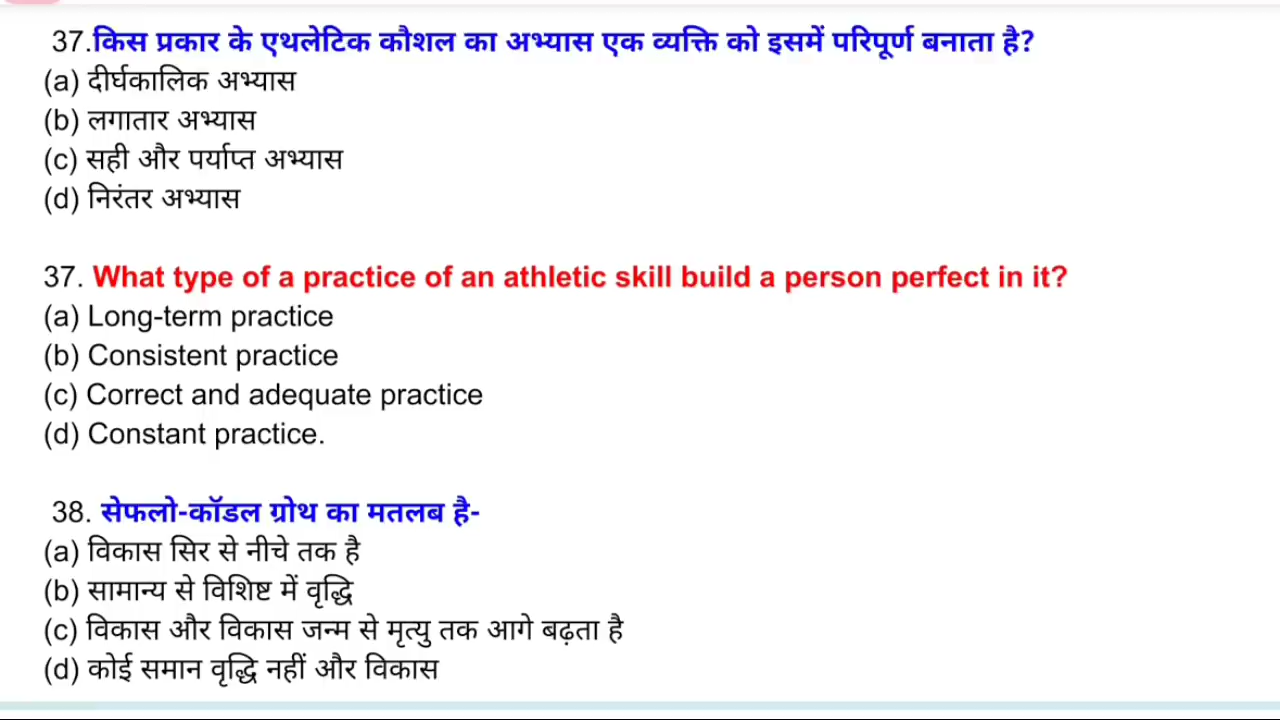 37.किस प्रकार के एथलेटिक कौशल का अभ्यास एक व्यक्ति को इसमें परिपूर्ण बनाता है?
(a) दीर्घकालिक अभ्यास
(b) लगातार अभ्यास
(c) सही और पर्याप्त अभ्यास
(d) निरंतर अभ्यास
37. What type of a practice of an athletic skill build a person perfect in it?
(a) Long-term practice
(b) Consistent practice
(c) Correct and adequate practice
(d) Constant practice.
38. सेफलो-कॉडल ग्रोथ का मतलब है-
(a) विकास सिर से नीचे तक है
(b) सामान्य से विशिष्ट में वृद्धि
(c) विकास और विकास जन्म से मृत्यु तक आगे बढ़ता है
(d) कोई समान वृद्धि नहीं और विकास